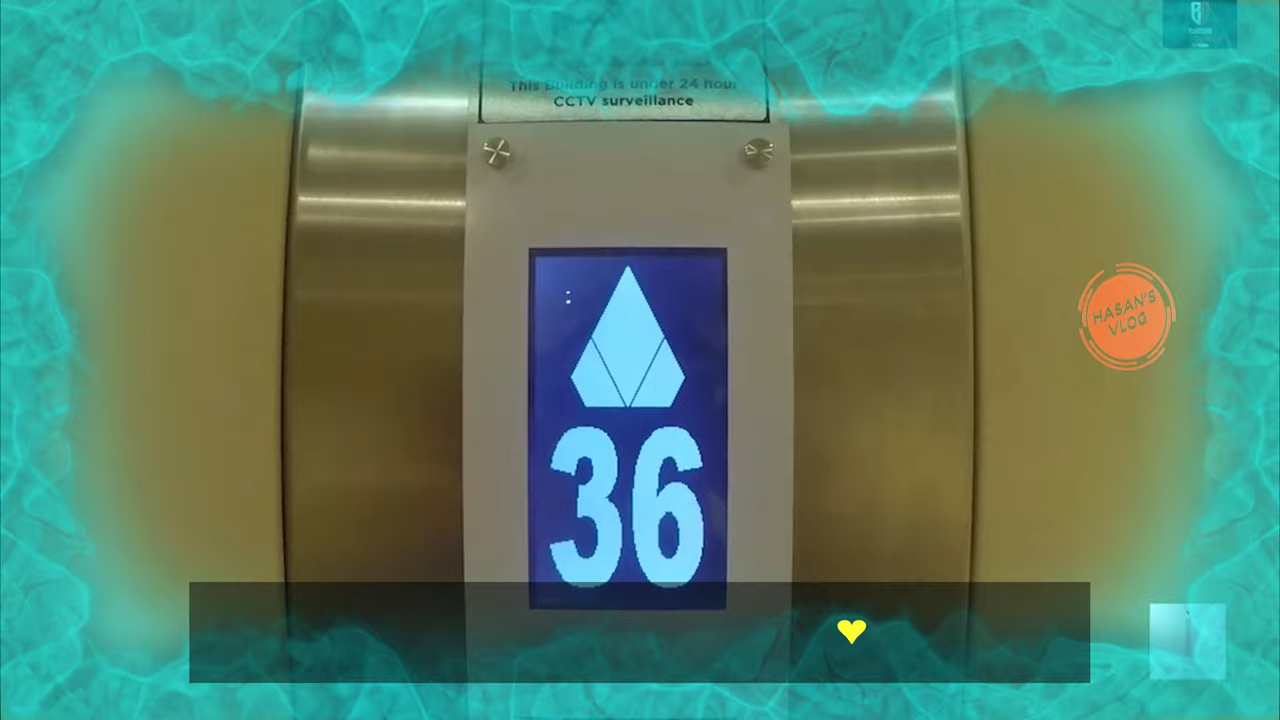 This Building is under 24 hour
CCTV surveillance
HASAN'S
VLOG
:
36